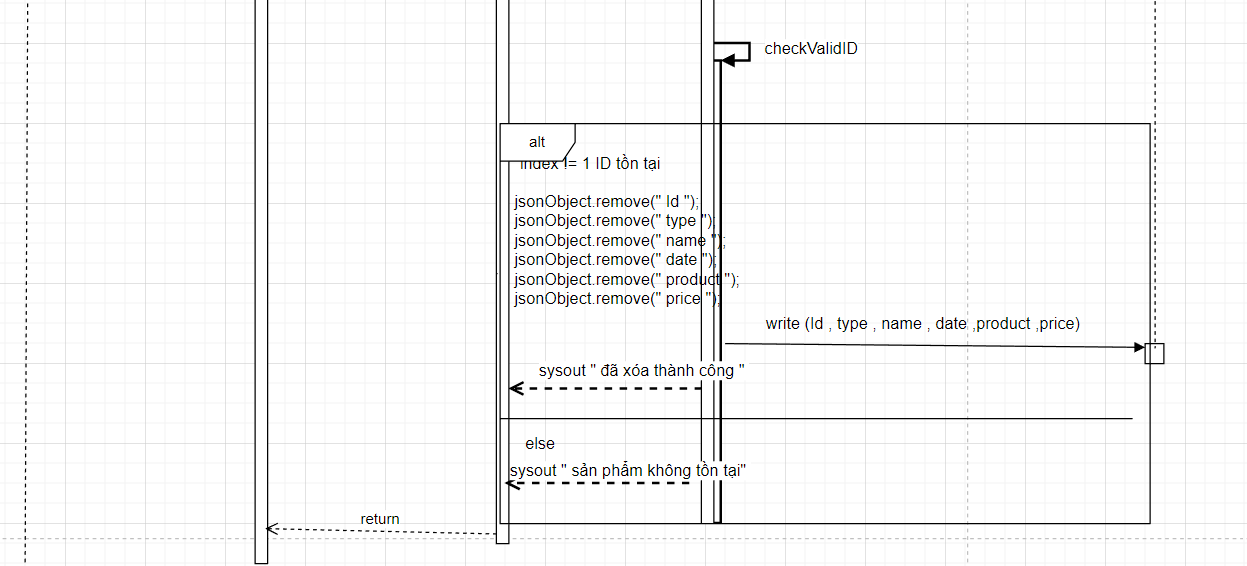 checkValidID
alt
index != 1 ID tồn tại
jsonObject.remove(" Id ");
jsonObject.remove(" type ");
jsonObject.remove(" name ");
jsonObject.remove(" date ");
jsonObject.remove(" product ");
jsonObject.remove(" price ");
write (Id , type , name , date ,product ,price)
sysout " đã xóa thành công "
else
sysout " sản phẩm không tồn tại"
return